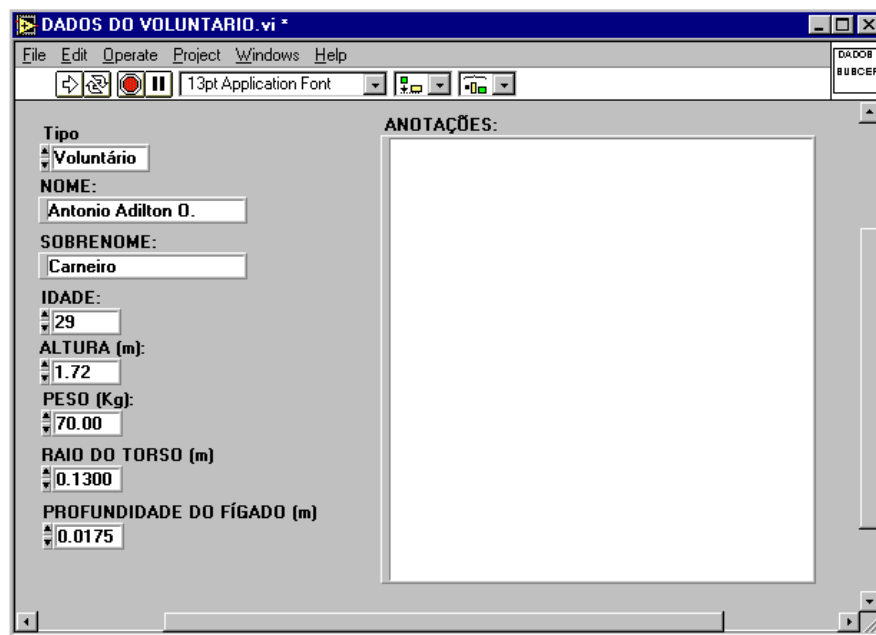 DADOS DO VOLUNTARIO.vi *
File Edit Operate Project Windows Help
DADOS
SUBCEP
13pt Application Font
Tipo
Voluntário
NOME:
Antonio Adilton O.
SOBRENOME:
Carneiro
IDADE:
29
ALTURA (m):
1.72
PESO (Kg):
70.00
RAIO DO TORSO (m)
0.1300
PROFUNDIDADE DO FÍGADO (m)
0.0175
ANOTAÇÕES: